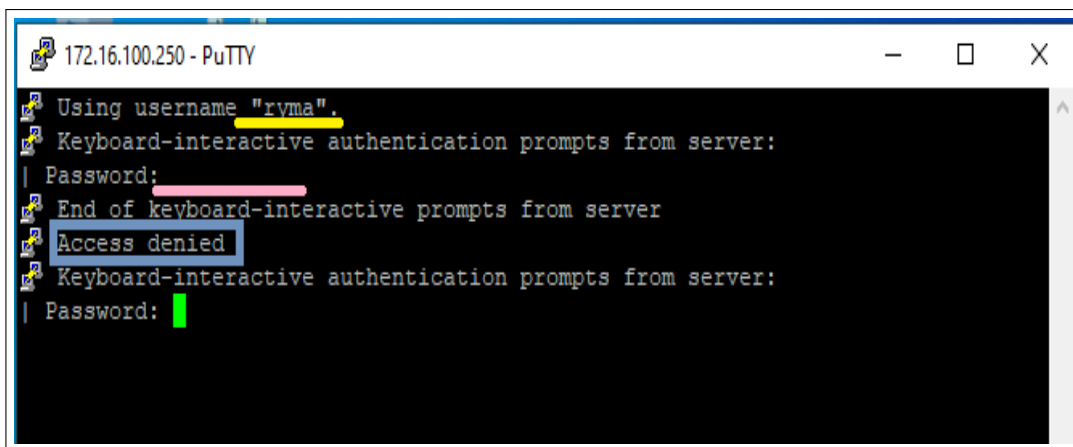 172.16.100.250 - PuTTY
Using username "ryma".
Keyboard-interactive authentication prompts from server:
| Password:
End of keyboard-interactive prompts from server
Access denied
Keyboard-interactive authentication prompts from server:
| Password: